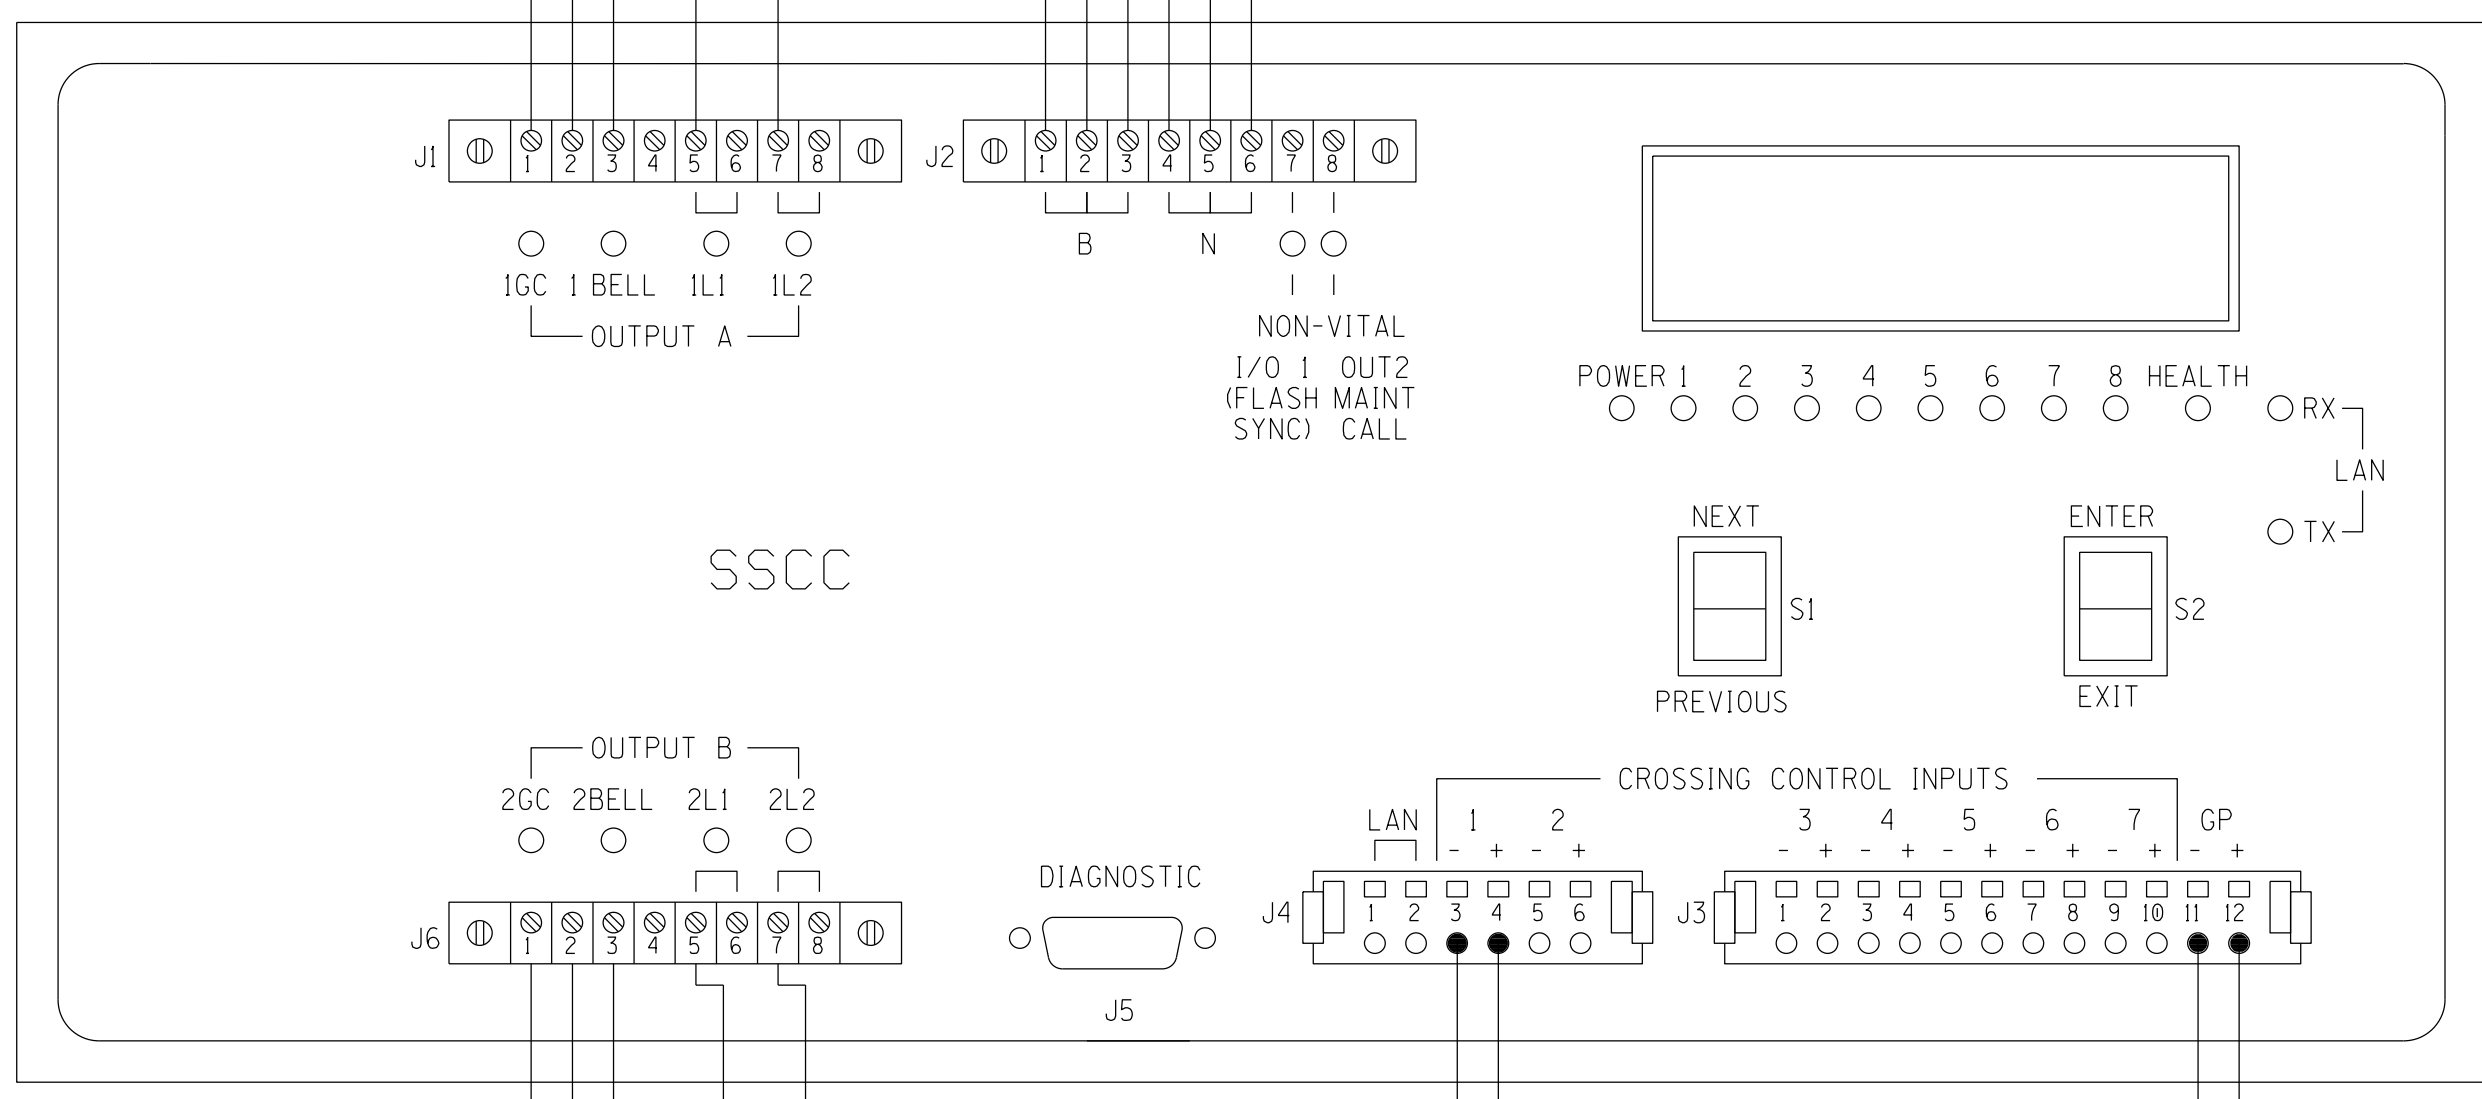 J1 1 2 3 4 5 6 7 8
J2 1 2 3 4 5 6 7 8
B N
1GC 1 BELL 1L1 1L2
OUTPUT A
NON-VITAL
I/O 1 OUT2
(FLASH MAINT
SYNC) CALL
POWER 1 2 3 4 5 6 7 8 HEALTH
RX
LAN
TX
NEXT
S1
PREVIOUS
ENTER
S2
EXIT
SSCC
OUTPUT B
2GC 2BELL 2L1 2L2
J6 1 2 3 4 5 6 7 8
DIAGNOSTIC
J5
CROSSING CONTROL INPUTS
LAN 1 2
- + - +
J4 1 2 3 4 5 6
3 4 5 6 7 GP
- + - + - + - + - + - +
J3 1 2 3 4 5 6 7 8 9 10 11 12